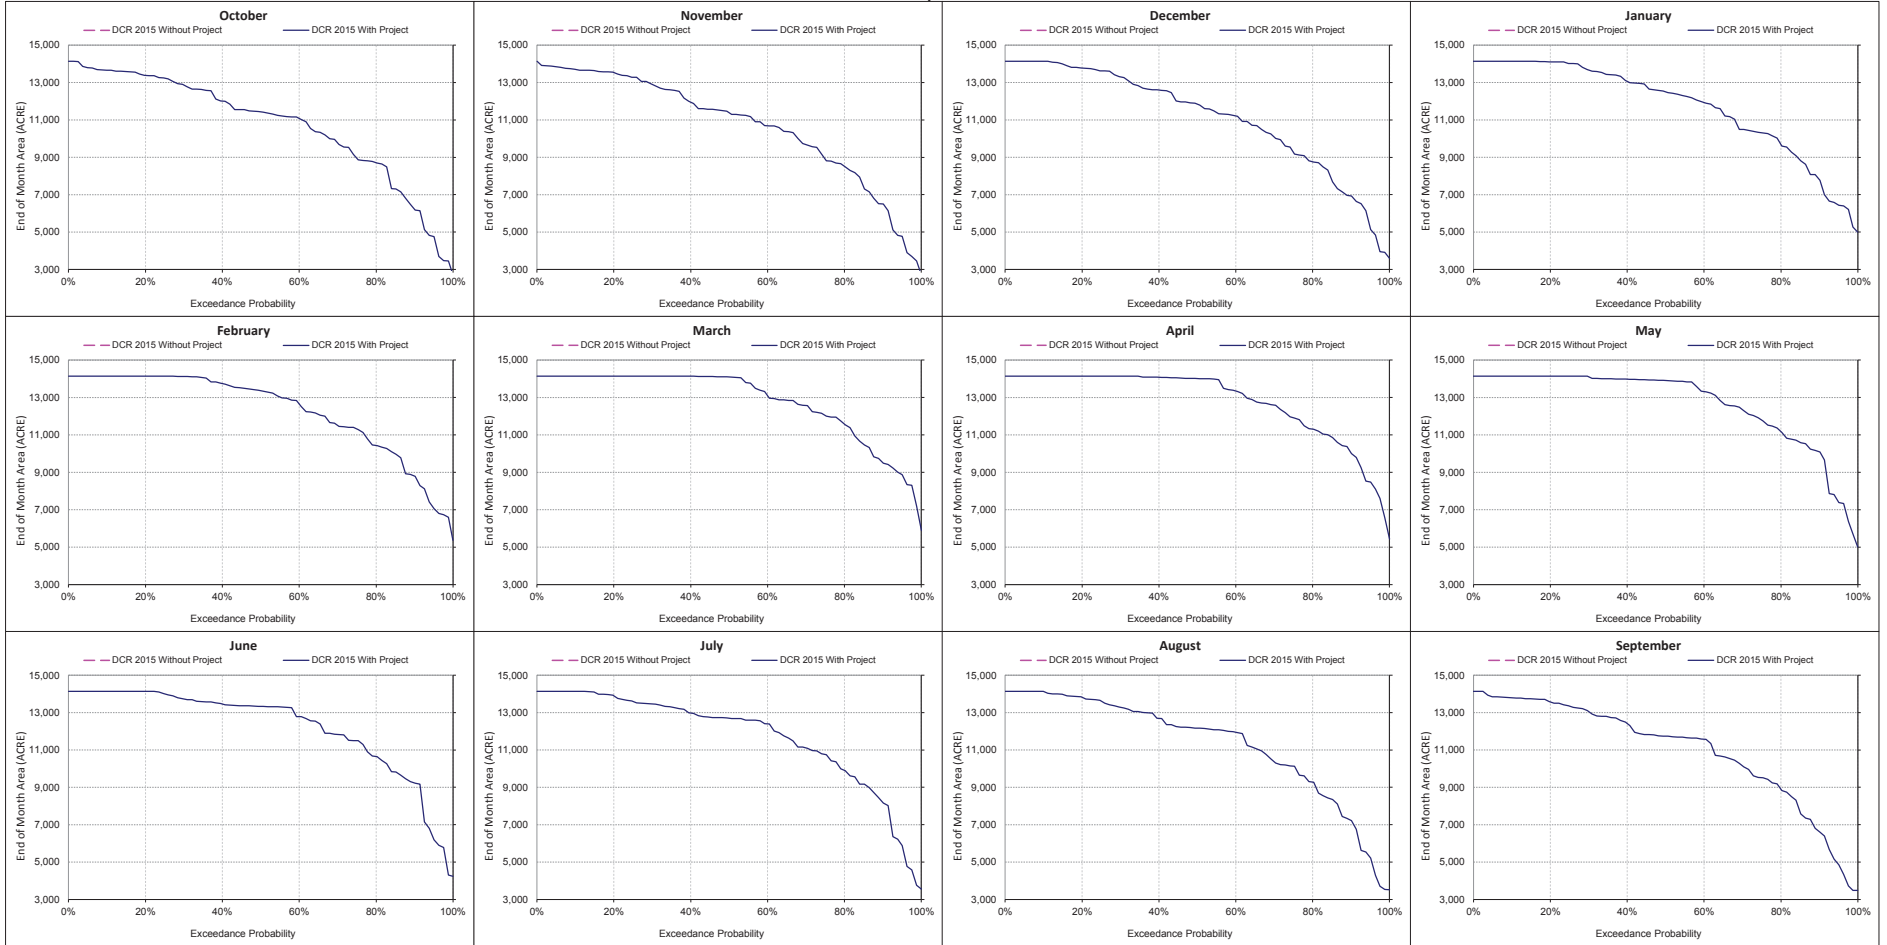 October
DCR 2015 Without Project DCR 2015 With Project
End of Month Area (ACRE)
15,000
13,000
11,000
9,000
7,000
5,000
3,000
0% 20% 40% 60% 80% 100%
Exceedance Probability
November
DCR 2015 Without Project DCR 2015 With Project
End of Month Area (ACRE)
15,000
13,000
11,000
9,000
7,000
5,000
3,000
0% 20% 40% 60% 80% 100%
Exceedance Probability
December
DCR 2015 Without Project DCR 2015 With Project
End of Month Area (ACRE)
15,000
13,000
11,000
9,000
7,000
5,000
3,000
0% 20% 40% 60% 80% 100%
Exceedance Probability
January
DCR 2015 Without Project DCR 2015 With Project
End of Month Area (ACRE)
15,000
13,000
11,000
9,000
7,000
5,000
3,000
0% 20% 40% 60% 80% 100%
Exceedance Probability
February
DCR 2015 Without Project DCR 2015 With Project
End of Month Area (ACRE)
15,000
13,000
11,000
9,000
7,000
5,000
3,000
0% 20% 40% 60% 80% 100%
Exceedance Probability
March
DCR 2015 Without Project DCR 2015 With Project
End of Month Area (ACRE)
15,000
13,000
11,000
9,000
7,000
5,000
3,000
0% 20% 40% 60% 80% 100%
Exceedance Probability
April
DCR 2015 Without Project DCR 2015 With Project
End of Month Area (ACRE)
15,000
13,000
11,000
9,000
7,000
5,000
3,000
0% 20% 40% 60% 80% 100%
Exceedance Probability
May
DCR 2015 Without Project DCR 2015 With Project
End of Month Area (ACRE)
15,000
13,000
11,000
9,000
7,000
5,000
3,000
0% 20% 40% 60% 80% 100%
Exceedance Probability
June
DCR 2015 Without Project DCR 2015 With Project
End of Month Area (ACRE)
15,000
13,000
11,000
9,000
7,000
5,000
3,000
0% 20% 40% 60% 80% 100%
Exceedance Probability
July
DCR 2015 Without Project DCR 2015 With Project
End of Month Area (ACRE)
15,000
13,000
11,000
9,000
7,000
5,000
3,000
0% 20% 40% 60% 80% 100%
Exceedance Probability
August
DCR 2015 Without Project DCR 2015 With Project
End of Month Area (ACRE)
15,000
13,000
11,000
9,000
7,000
5,000
3,000
0% 20% 40% 60% 80% 100%
Exceedance Probability
September
DCR 2015 Without Project DCR 2015 With Project
End of Month Area (ACRE)
15,000
13,000
11,000
9,000
7,000
5,000
3,000
0% 20% 40% 60% 80% 100%
Exceedance Probability